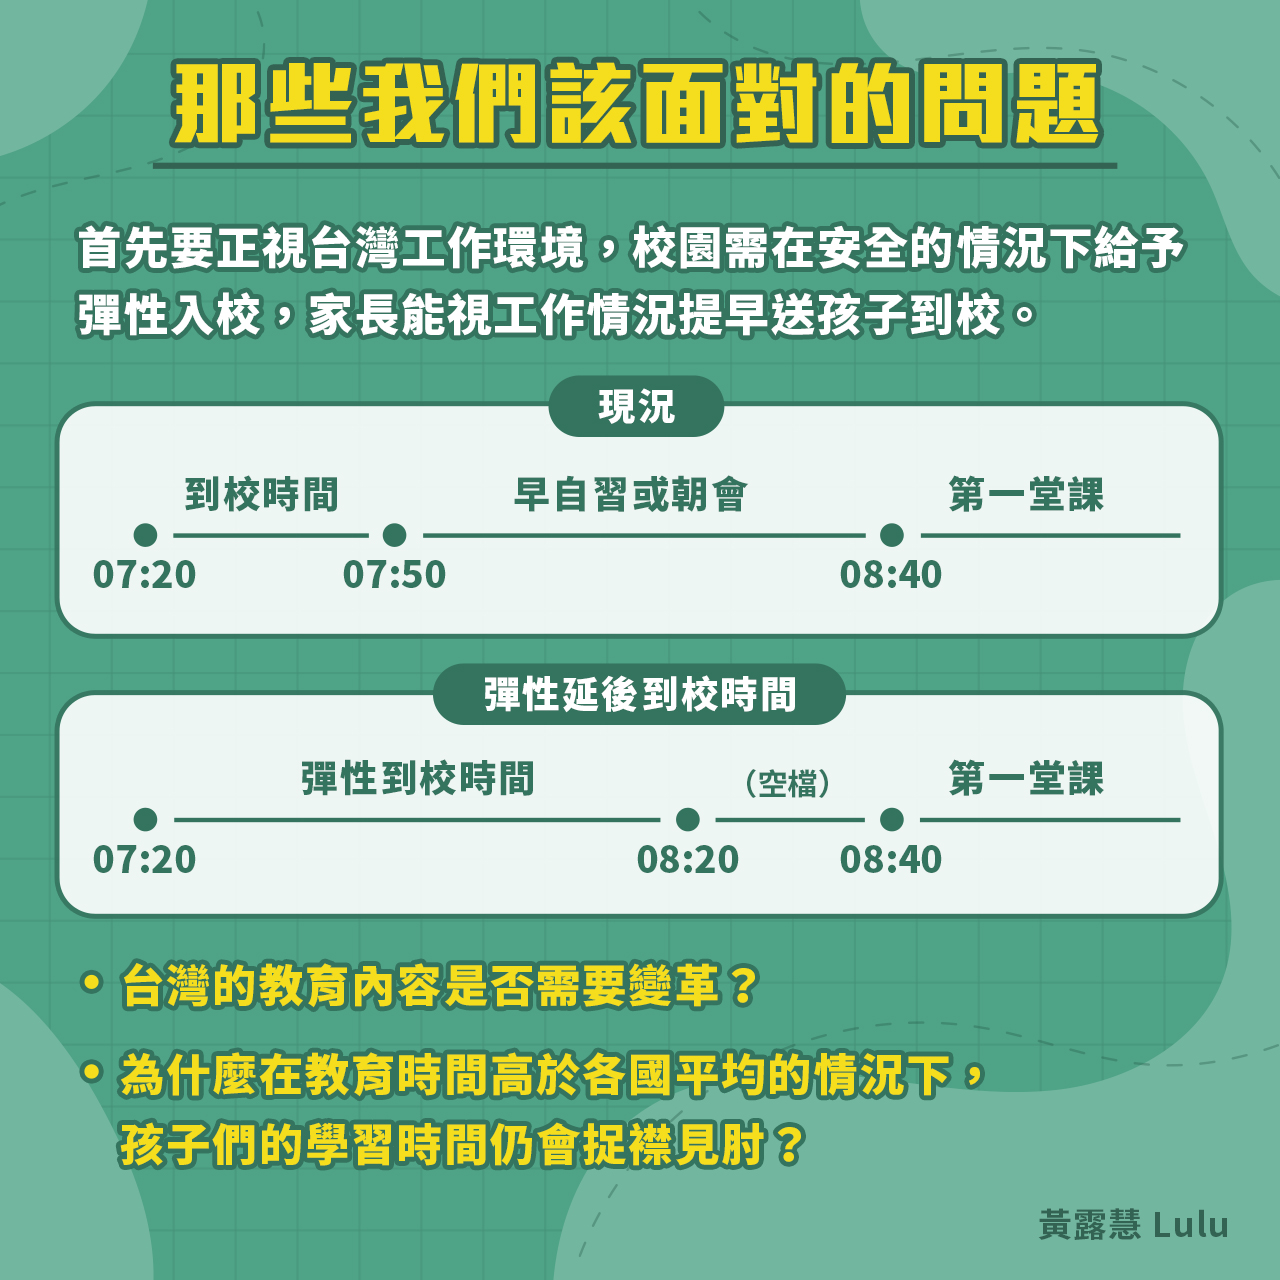 那些我們該面對的問題
首先要正視台灣工作環境，校園需在安全的情況下給予
彈性入校，家長能視工作情況提早送孩子到校。
現況
到校時間 早自習或朝會 第一堂課
07:20 07:50 08:40
彈性延後到校時間
彈性到校時間 （空檔） 第一堂課
07:20 08:20 08:40
• 台灣的教育內容是否需要變革？
• 為什麼在教育時間高於各國平均的情況下，
孩子們的學習時間仍會捉襟見肘？
黃露慧 Lulu